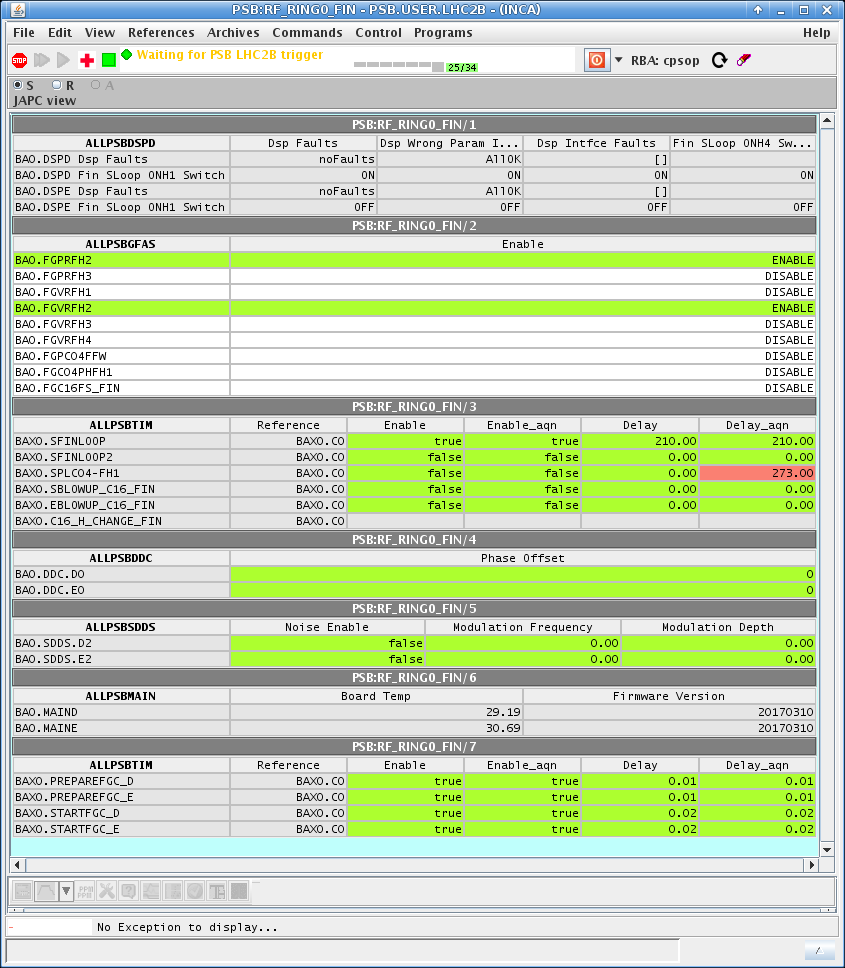 PSB:RF_RING0_FIN - PSB.USER.LHC2B - (INCA)
File Edit View References Archives Commands Control Programs Help
STOP Waiting for PSB LHC2B trigger 25/34 RBA: cpsop
S R A
JAPC view
PSB:RF_RING0_FIN/1
ALLPSBDSPD Dsp Faults Dsp Wrong Param I... Dsp Intfce Faults Fin SLoop 0NH4 Sw...
BA0.DSPD Dsp Faults noFaults AllOK []
BA0.DSPD Fin SLoop 0NH1 Switch ON ON ON ON
BA0.DSPE Dsp Faults noFaults AllOK []
BA0.DSPE Fin SLoop 0NH1 Switch OFF OFF OFF OFF
PSB:RF_RING0_FIN/2
ALLPSBGFAS Enable
BA0.FGPRFH2 ENABLE
BA0.FGPRFH3 DISABLE
BA0.FGVRFH1 DISABLE
BA0.FGVRFH2 ENABLE
BA0.FGVRFH3 DISABLE
BA0.FGVRFH4 DISABLE
BA0.FGPC04FFW DISABLE
BA0.FGC04PHFH1 DISABLE
BA0.FGC16FS_FIN DISABLE
PSB:RF_RING0_FIN/3
ALLPSBTIM Reference Enable Enable_aqn Delay Delay_aqn
BAX0.SFINLOOP BAX0.C0 true true 210.00 210.00
BAX0.SFINLOOP2 BAX0.C0 false false 0.00 0.00
BAX0.SPLC04-FH1 BAX0.C0 false false 0.00 273.00
BAX0.SBLOWUP_C16_FIN BAX0.C0 false false 0.00 0.00
BAX0.EBLOWUP_C16_FIN BAX0.C0 false false 0.00 0.00
BAX0.C16_H_CHANGE_FIN BAX0.C0
PSB:RF_RING0_FIN/4
ALLPSBDDC Phase Offset
BA0.DDC.D0 0
BA0.DDC.E0 0
PSB:RF_RING0_FIN/5
ALLPSBSDDS Noise Enable Modulation Frequency Modulation Depth
BA0.SDDS.D2 false 0.00 0.00
BA0.SDDS.E2 false 0.00 0.00
PSB:RF_RING0_FIN/6
ALLPSBMAIN Board Temp Firmware Version
BA0.MAIND 29.19 20170310
BA0.MAINE 30.69 20170310
PSB:RF_RING0_FIN/7
ALLPSBTIM Reference Enable Enable_aqn Delay Delay_aqn
BAX0.PREPAREFGC_D BAX0.C0 true true 0.01 0.01
BAX0.PREPAREFGC_E BAX0.C0 true true 0.01 0.01
BAX0.STARTFGC_D BAX0.C0 true true 0.02 0.02
BAX0.STARTFGC_E BAX0.C0 true true 0.02 0.02
PPM
PPM
- No Exception to display...